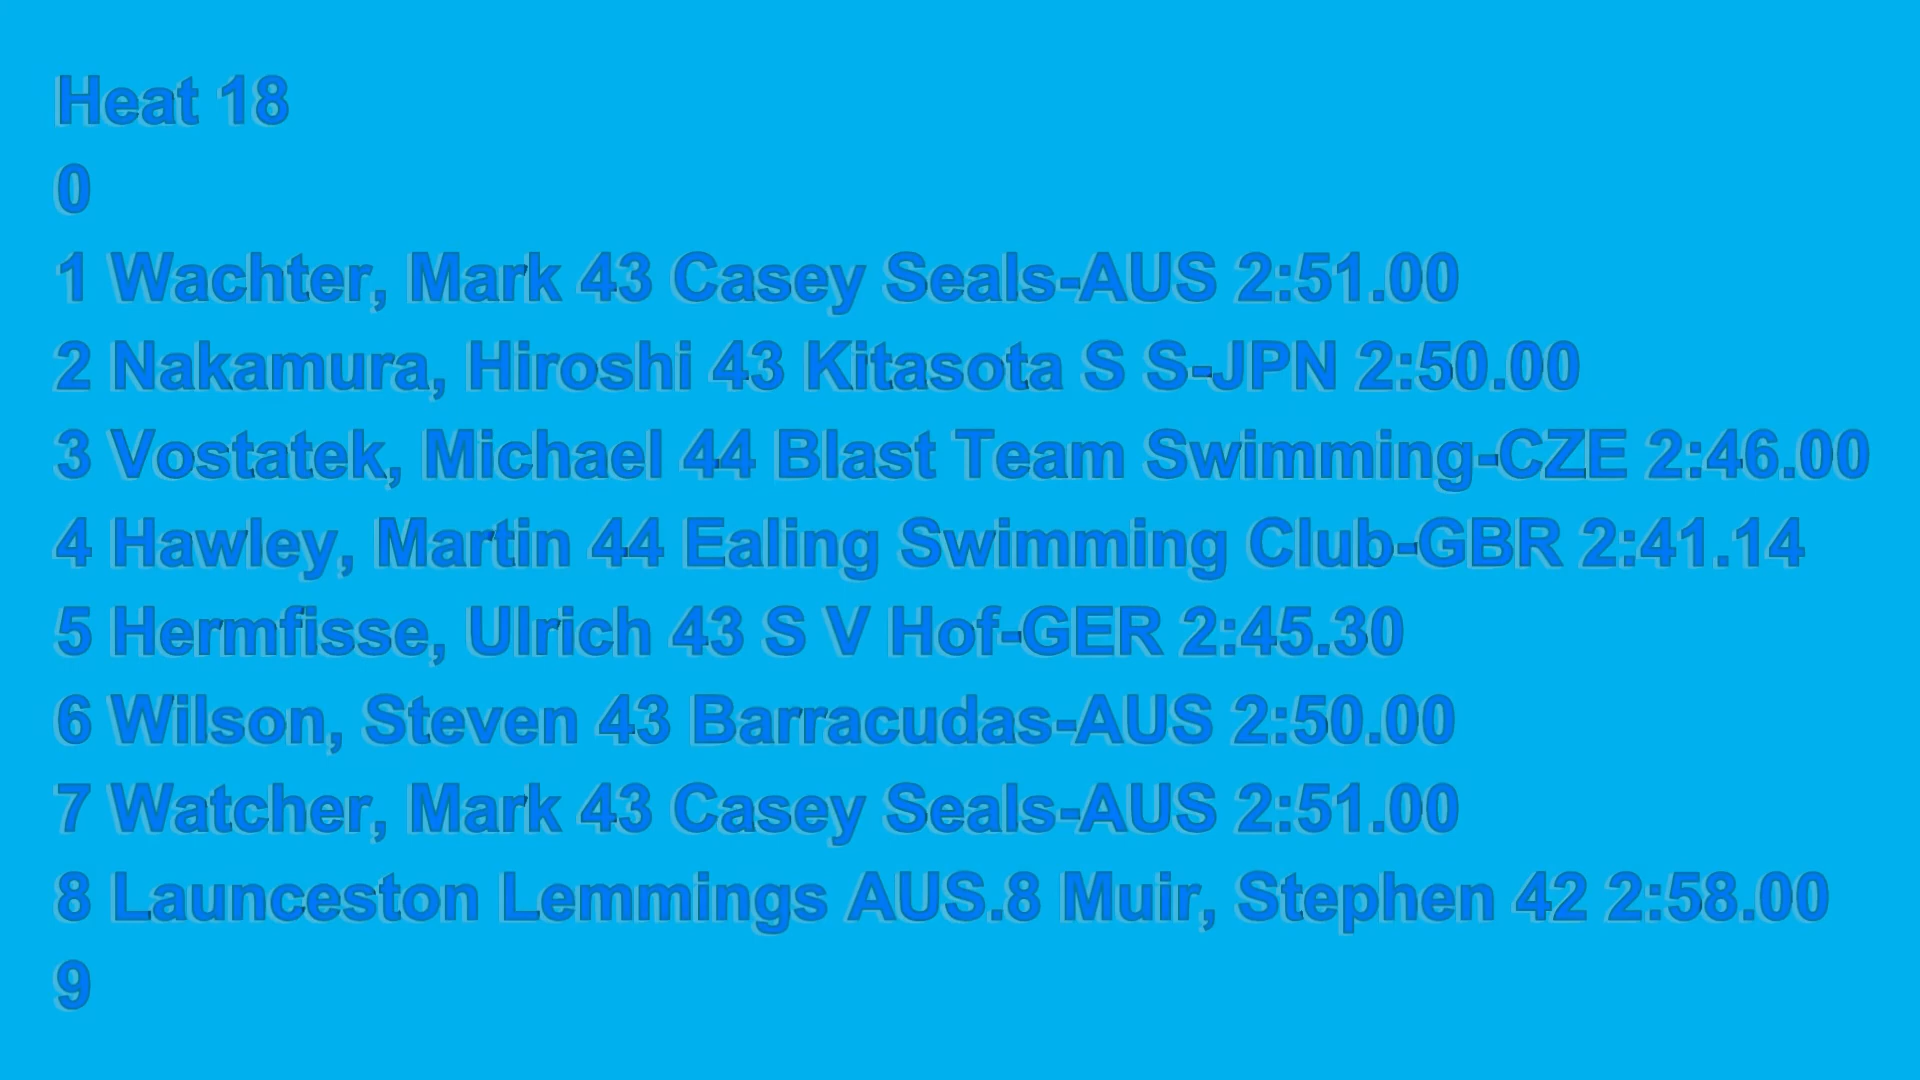 Heat 18
0
1 Wachter, Mark 43 Casey Seals-AUS 2:51.00
2 Nakamura, Hiroshi 43 Kitasota S S-JPN 2:50.00
3 Vostatek, Michael 44 Blast Team Swimming-CZE 2:46.00
4 Hawley, Martin 44 Ealing Swimming Club-GBR 2:41.14
5 Hermfisse, Ulrich 43 S V Hof-GER 2:45.30
6 Wilson, Steven 43 Barracudas-AUS 2:50.00
7 Watcher, Mark 43 Casey Seals-AUS 2:51.00
8 Launceston Lemmings AUS.8 Muir, Stephen 42 2:58.00
9